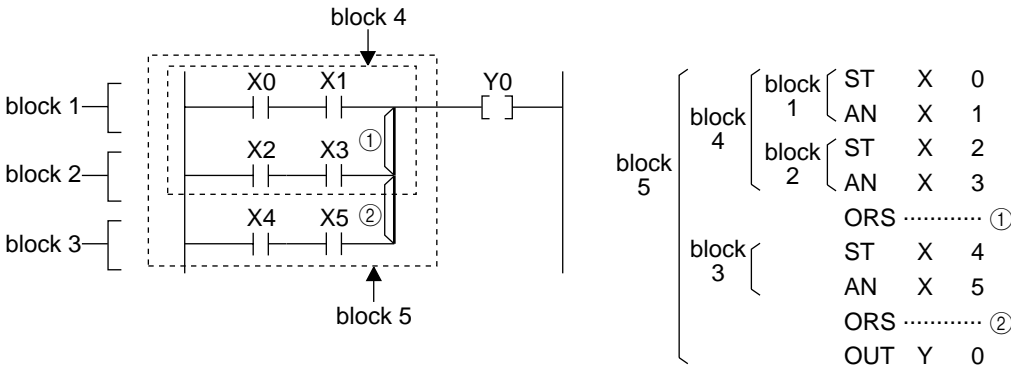 block 4
X0 X1 Y0
block 1
①
X2 X3
block 2
②
X4 X5
block 3
block 5
block 5
block 4
block 1
ST X 0
AN X 1
block 2
ST X 2
AN X 3
ORS ············ ①
block 3
ST X 4
AN X 5
ORS ············ ②
OUT Y 0